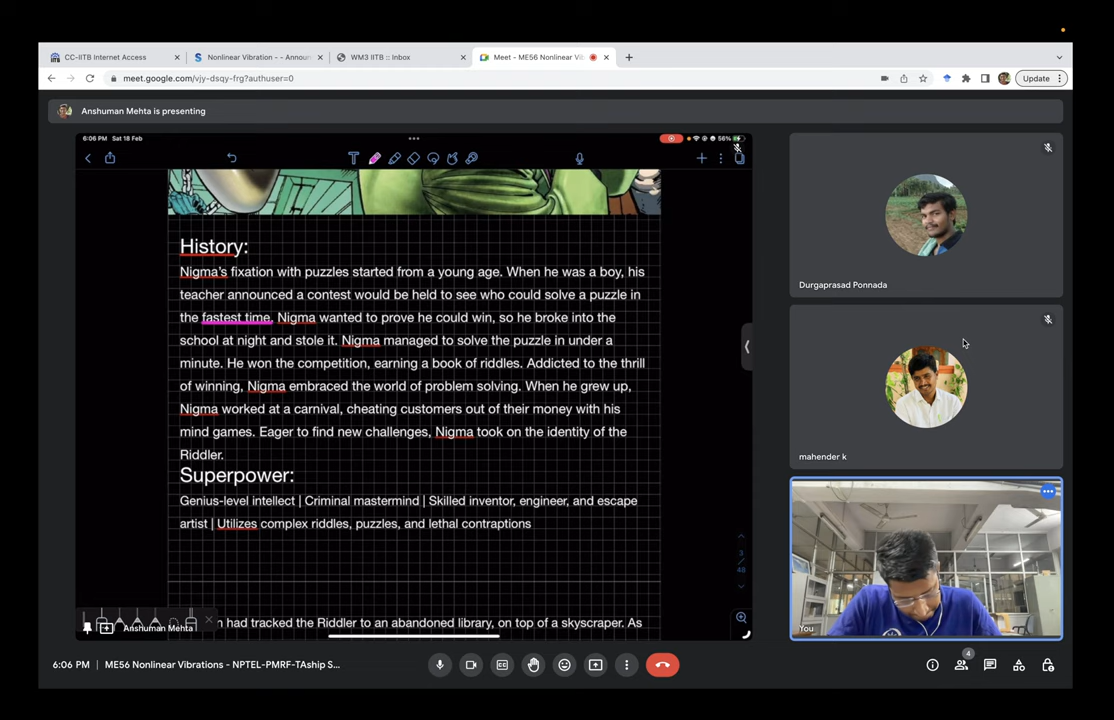 CC-IITB Internet Access
Nonlinear Vibration - - Announ
WM3 IITB :: Inbox
Meet - ME56 Nonlinear Vib
meet.google.com/vjy-dsqy-frg?authuser=0
Update
Anshuman Mehta is presenting
6:06 PM Sat 18 Feb
56%
History:
Nigma's fixation with puzzles started from a young age. When he was a boy, his
teacher announced a contest would be held to see who could solve a puzzle in
the fastest time. Nigma wanted to prove he could win, so he broke into the
school at night and stole it. Nigma managed to solve the puzzle in under a
minute. He won the competition, earning a book of riddles. Addicted to the thrill
of winning, Nigma embraced the world of problem solving. When he grew up,
Nigma worked at a carnival, cheating customers out of their money with his
mind games. Eager to find new challenges, Nigma took on the identity of the
Riddler.
Superpower:
Genius-level intellect | Criminal mastermind | Skilled inventor, engineer, and escape
artist | Utilizes complex riddles, puzzles, and lethal contraptions
3
/
48
n had tracked the Riddler to an abandoned library, on top of a skyscraper. As
Anshuman Mehta
Durgaprasad Ponnada
mahender k
You
6:06 PM | ME56 Nonlinear Vibrations - NPTEL-PMRF-TAship S...
4